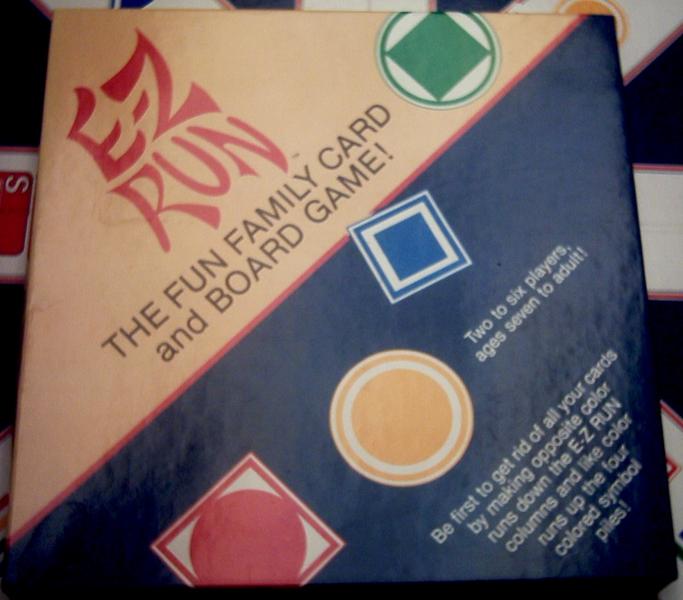 E-Z
RUN™
THE FUN FAMILY CARD
and BOARD GAME!
Two to six players,
ages seven to adult!
Be first to get rid of all your cards
by making opposite color
runs down the E-Z RUN
columns and like color
runs up the four
colored symbol
piles!
S